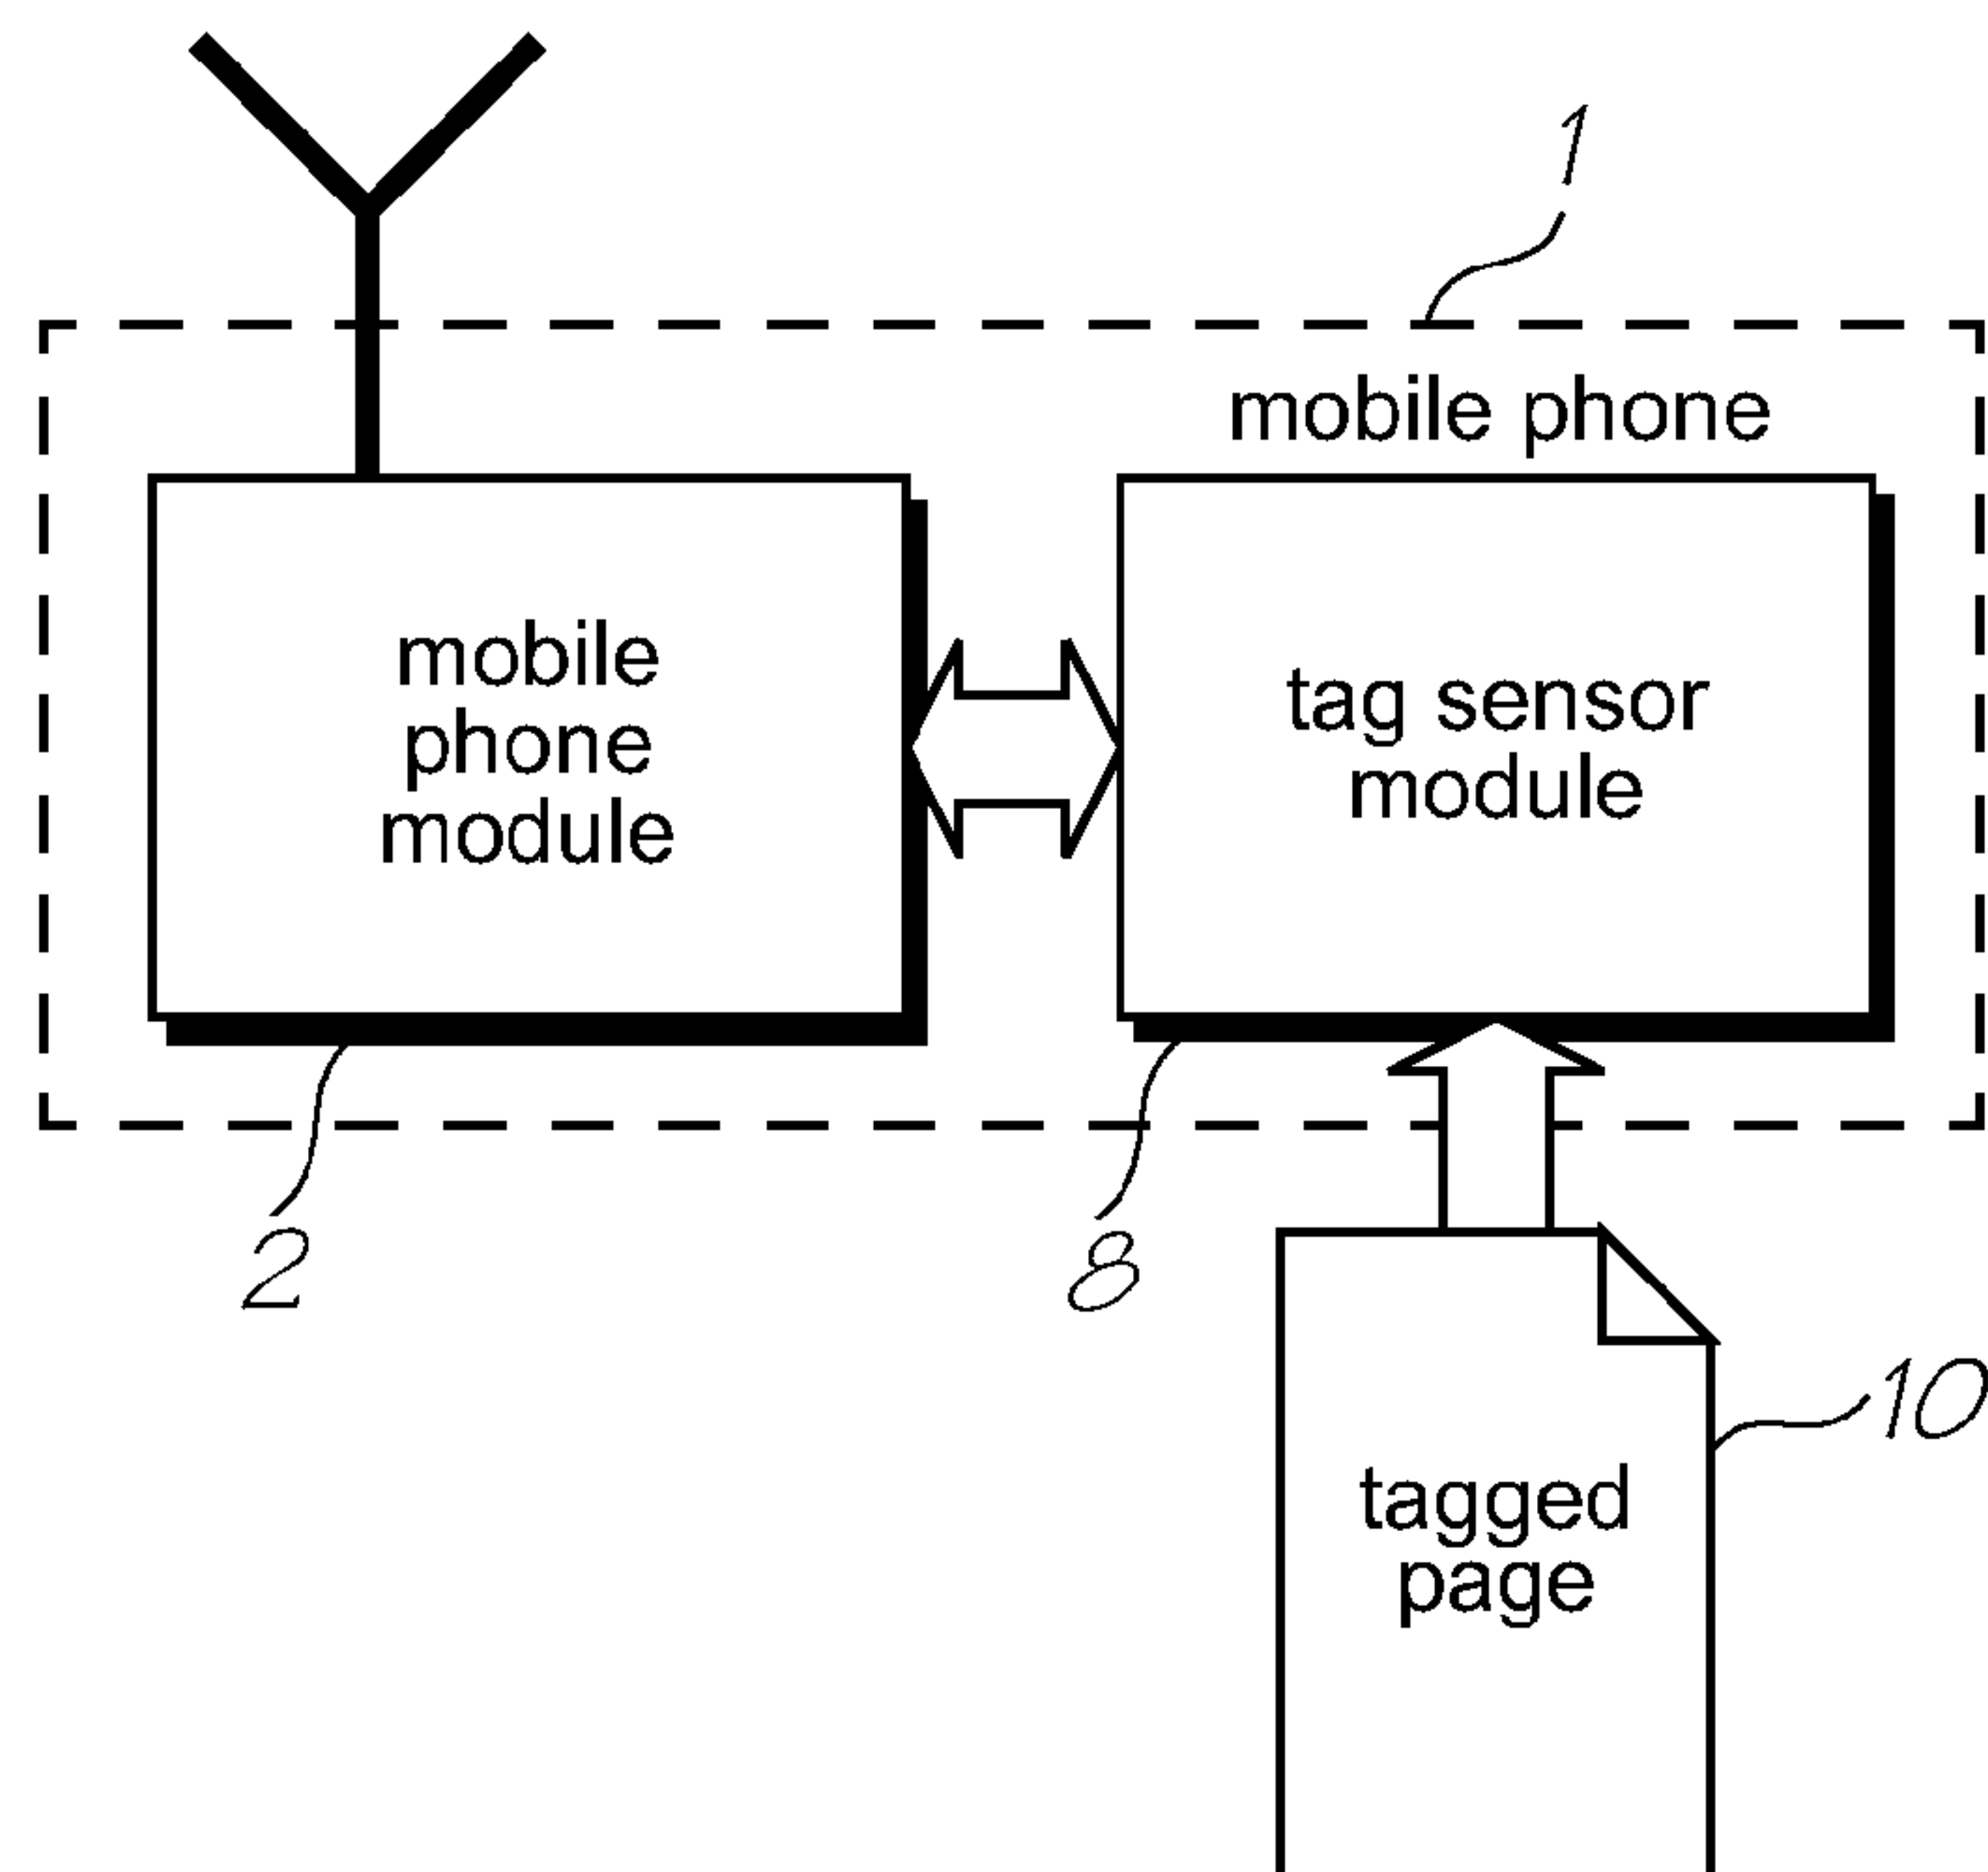 1
mobile phone
mobile
phone
module
tag sensor
module
2
8
10
tagged
page